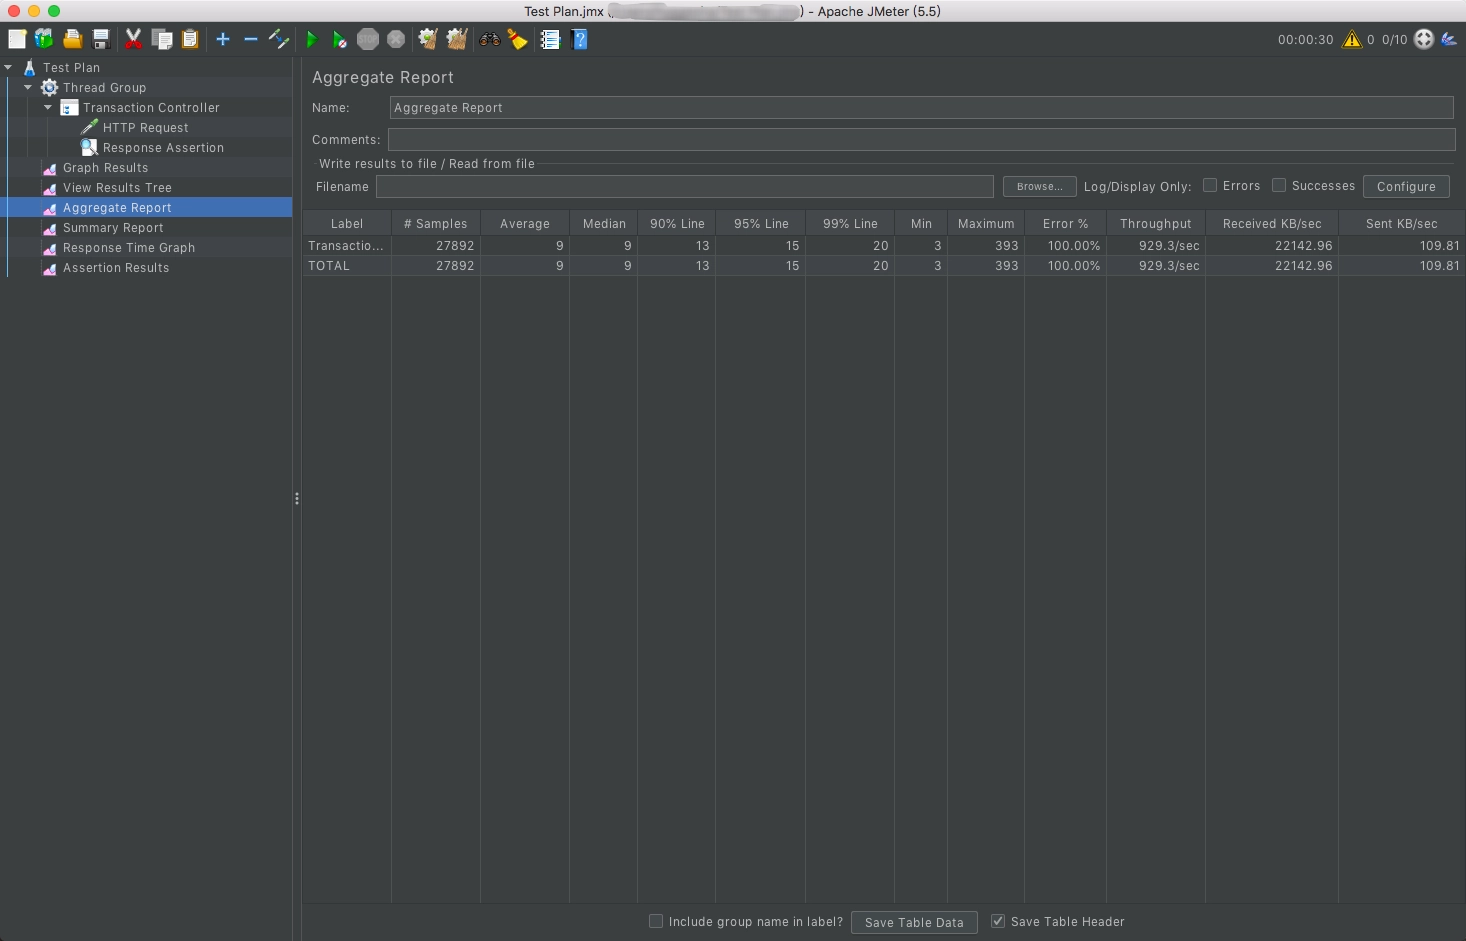 Test Plan.jmx ( ) - Apache JMeter (5.5)
STOP 00:00:30 0 0/10
Test Plan
Thread Group
Transaction Controller
HTTP Request
Response Assertion
Graph Results
View Results Tree
Aggregate Report
Summary Report
Response Time Graph
Assertion Results
Aggregate Report
Name: Aggregate Report
Comments:
Write results to file / Read from file
Filename Browse... Log/Display Only: Errors Successes Configure
Label # Samples Average Median 90% Line 95% Line 99% Line Min Maximum Error % Throughput Received KB/sec Sent KB/sec
Transactio... 27892 9 9 13 15 20 3 393 100.00% 929.3/sec 22142.96 109.81
TOTAL 27892 9 9 13 15 20 3 393 100.00% 929.3/sec 22142.96 109.81
Include group name in label? Save Table Data Save Table Header